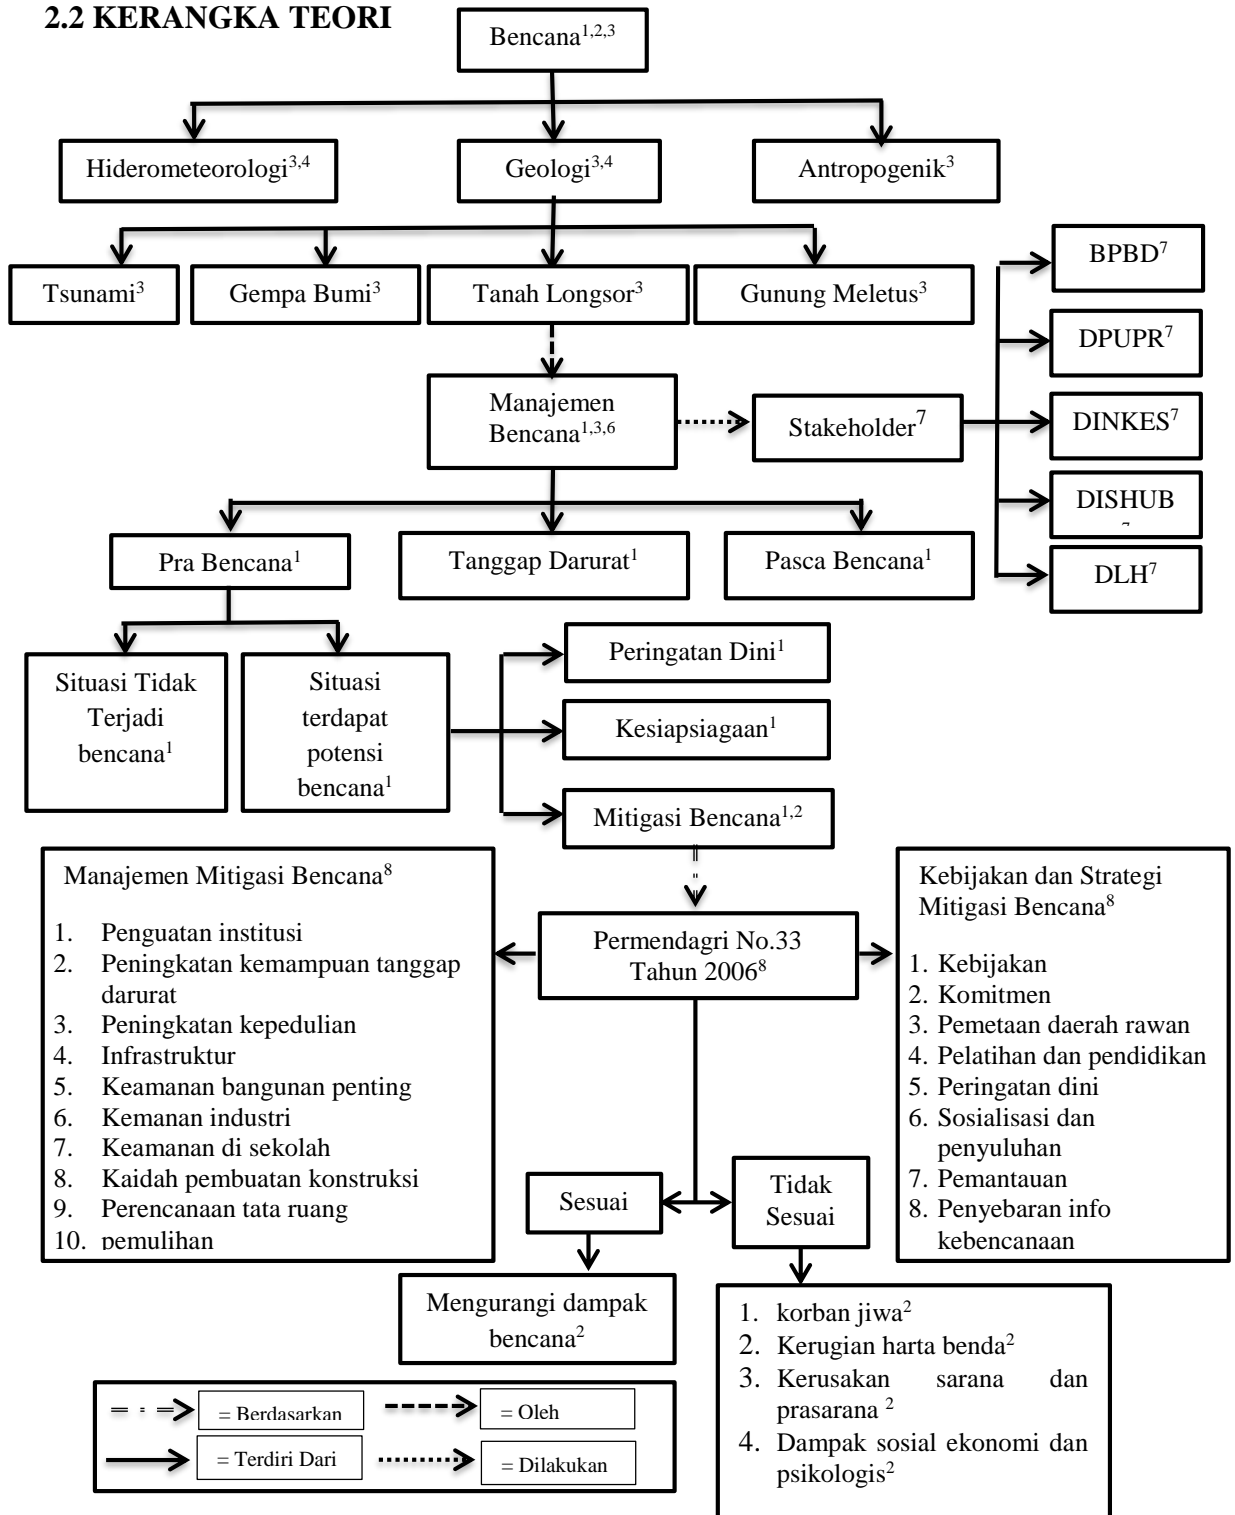 2.2 KERANGKA TEORI
Bencana1,2,3
Hiderometeorologi3,4
Geologi3,4
Antropogenik3
Tsunami3
Gempa Bumi3
Tanah Longsor3
Gunung Meletus3
BPBD7
DPUPR7
DINKES7
DISHUB
7
DLH7
Manajemen
Bencana1,3,6
Stakeholder7
Pra Bencana1
Tanggap Darurat1
Pasca Bencana1
Situasi Tidak
Terjadi
bencana1
Situasi
terdapat
potensi
bencana1
Peringatan Dini1
Kesiapsiagaan1
Mitigasi Bencana1,2
Manajemen Mitigasi Bencana8
1. Penguatan institusi
2. Peningkatan kemampuan tanggap
darurat
3. Peningkatan kepedulian
4. Infrastruktur
5. Keamanan bangunan penting
6. Kemanan industri
7. Keamanan di sekolah
8. Kaidah pembuatan konstruksi
9. Perencanaan tata ruang
10. pemulihan
Permendagri No.33
Tahun 20068
Kebijakan dan Strategi
Mitigasi Bencana8
1. Kebijakan
2. Komitmen
3. Pemetaan daerah rawan
4. Pelatihan dan pendidikan
5. Peringatan dini
6. Sosialisasi dan
penyuluhan
7. Pemantauan
8. Penyebaran info
kebencanaan
Sesuai
Tidak
Sesuai
Mengurangi dampak
bencana2
1. korban jiwa2
2. Kerugian harta benda2
3. Kerusakan sarana dan
prasarana 2
4. Dampak sosial ekonomi dan
psikologis2
= Berdasarkan
= Oleh
= Terdiri Dari
= Dilakukan